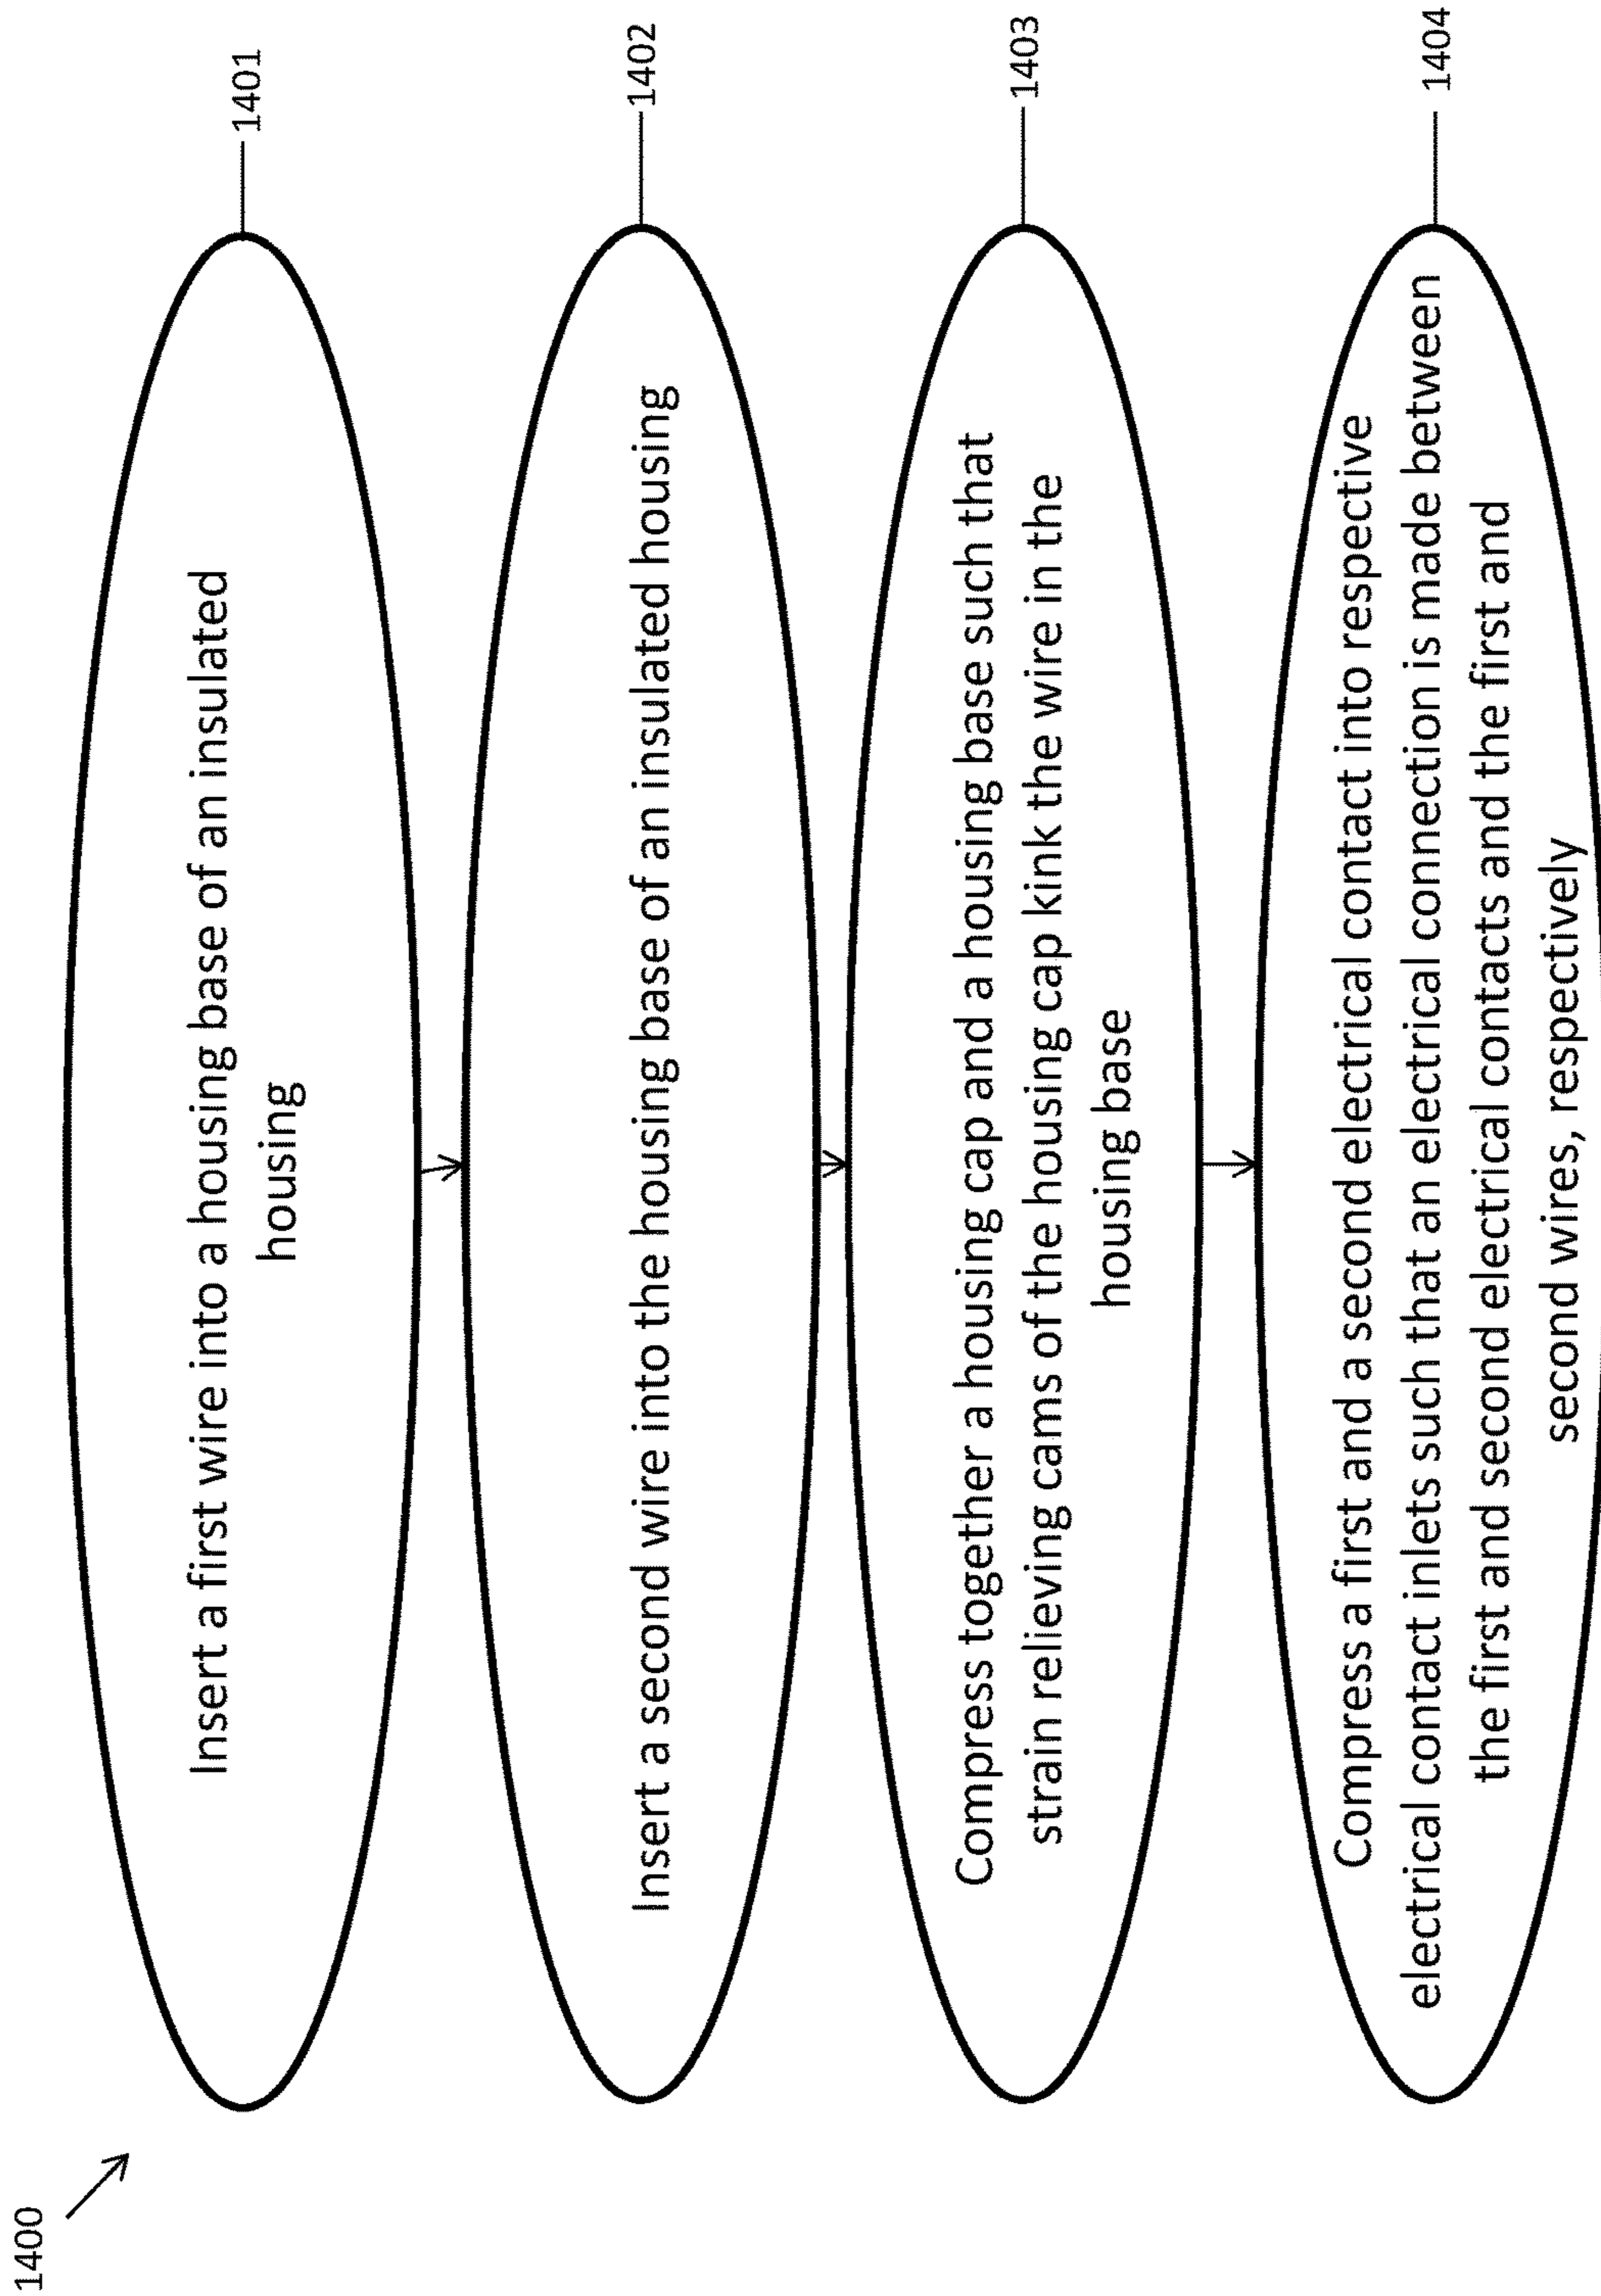 1400
Insert a first wire into a housing base of an insulated
housing
1401
Insert a second wire into the housing base of an insulated housing
1402
Compress together a housing cap and a housing base such that
strain relieving cams of the housing cap kink the wire in the
housing base
1403
Compress a first and a second electrical contact into respective
electrical contact inlets such that an electrical connection is made between
the first and second electrical contacts and the first and
second wires, respectively
1404